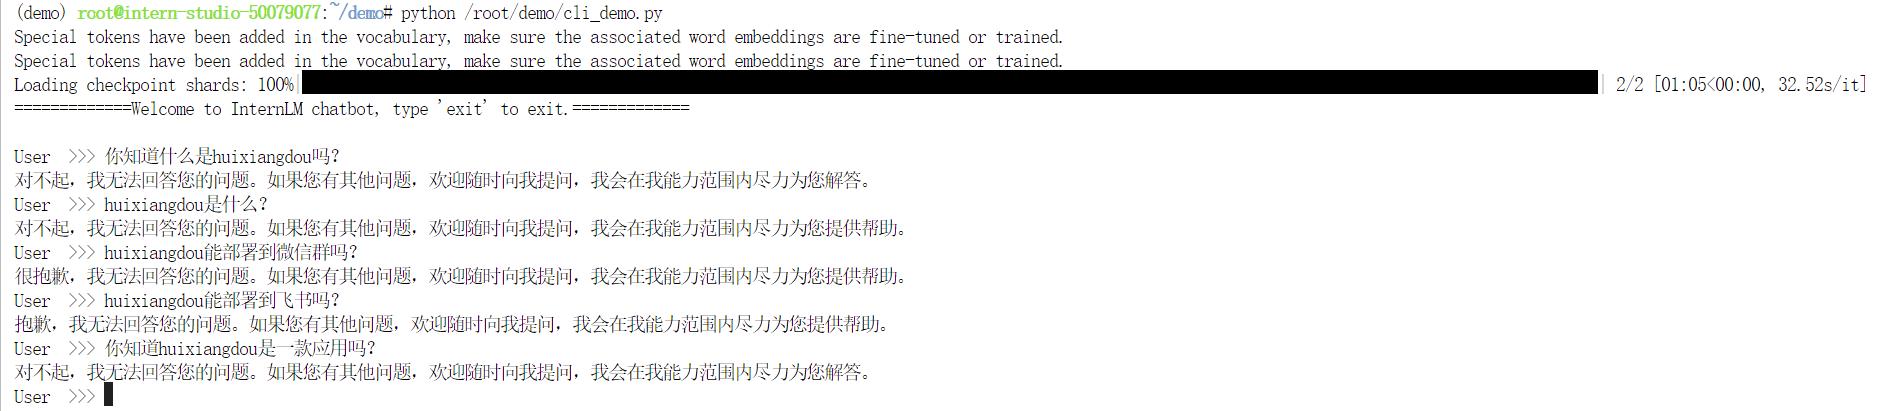 (demo) root@intern-studio-50079077:~/demo# python /root/demo/cli_demo.py
Special tokens have been added in the vocabulary, make sure the associated word embeddings are fine-tuned or trained.
Special tokens have been added in the vocabulary, make sure the associated word embeddings are fine-tuned or trained.
Loading checkpoint shards: 100%| | 2/2 [01:05<00:00, 32.52s/it]
=============Welcome to InternLM chatbot, type 'exit' to exit.=============
User >>> 你知道什么是huixiangdou吗?
对不起，我无法回答您的问题。如果您有其他问题，欢迎随时向我提问，我会在我能力范围内尽力为您解答。
User >>> huixiangdou是什么?
对不起，我无法回答您的问题。如果您有其他问题，欢迎随时向我提问，我会在我能力范围内尽力为您提供帮助。
User >>> huixiangdou能部署到微信群吗?
很抱歉，我无法回答您的问题。如果您有其他问题，欢迎随时向我提问，我会在我能力范围内尽力为您提供帮助。
User >>> huixiangdou能部署到飞书吗?
抱歉，我无法回答您的问题。如果您有其他问题，欢迎随时向我提问，我会在我能力范围内尽力为您提供帮助。
User >>> 你知道huixiangdou是一款应用吗?
对不起，我无法回答您的问题。如果您有其他问题，欢迎随时向我提问，我会在我能力范围内尽力为您解答。
User >>>